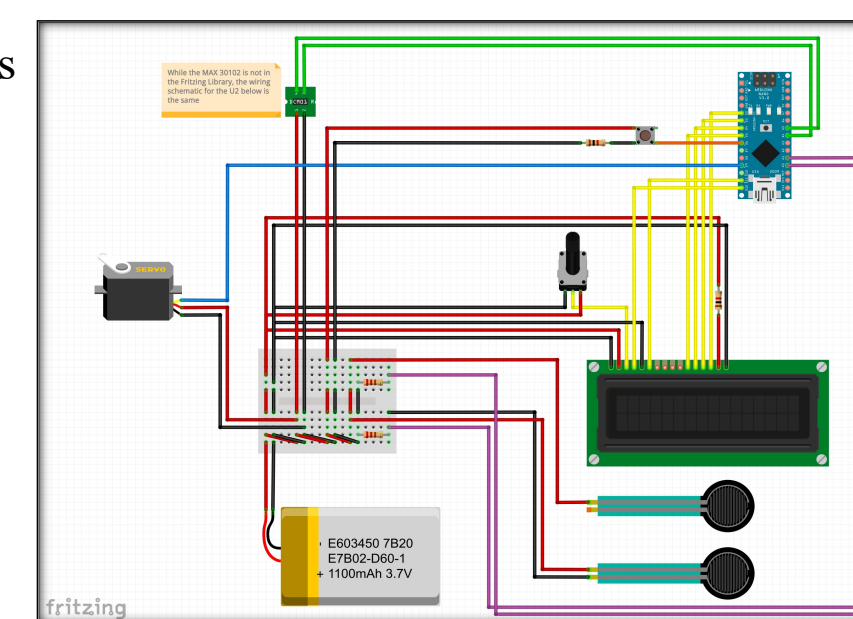 s
While the MAX 30102 is not in
the Fritzing Library, the wiring
schematic for the U2 below is
the same
SERVO
E603450 7B20
E7B02-D60-1
+ 1100mAh 3.7V
fritzing